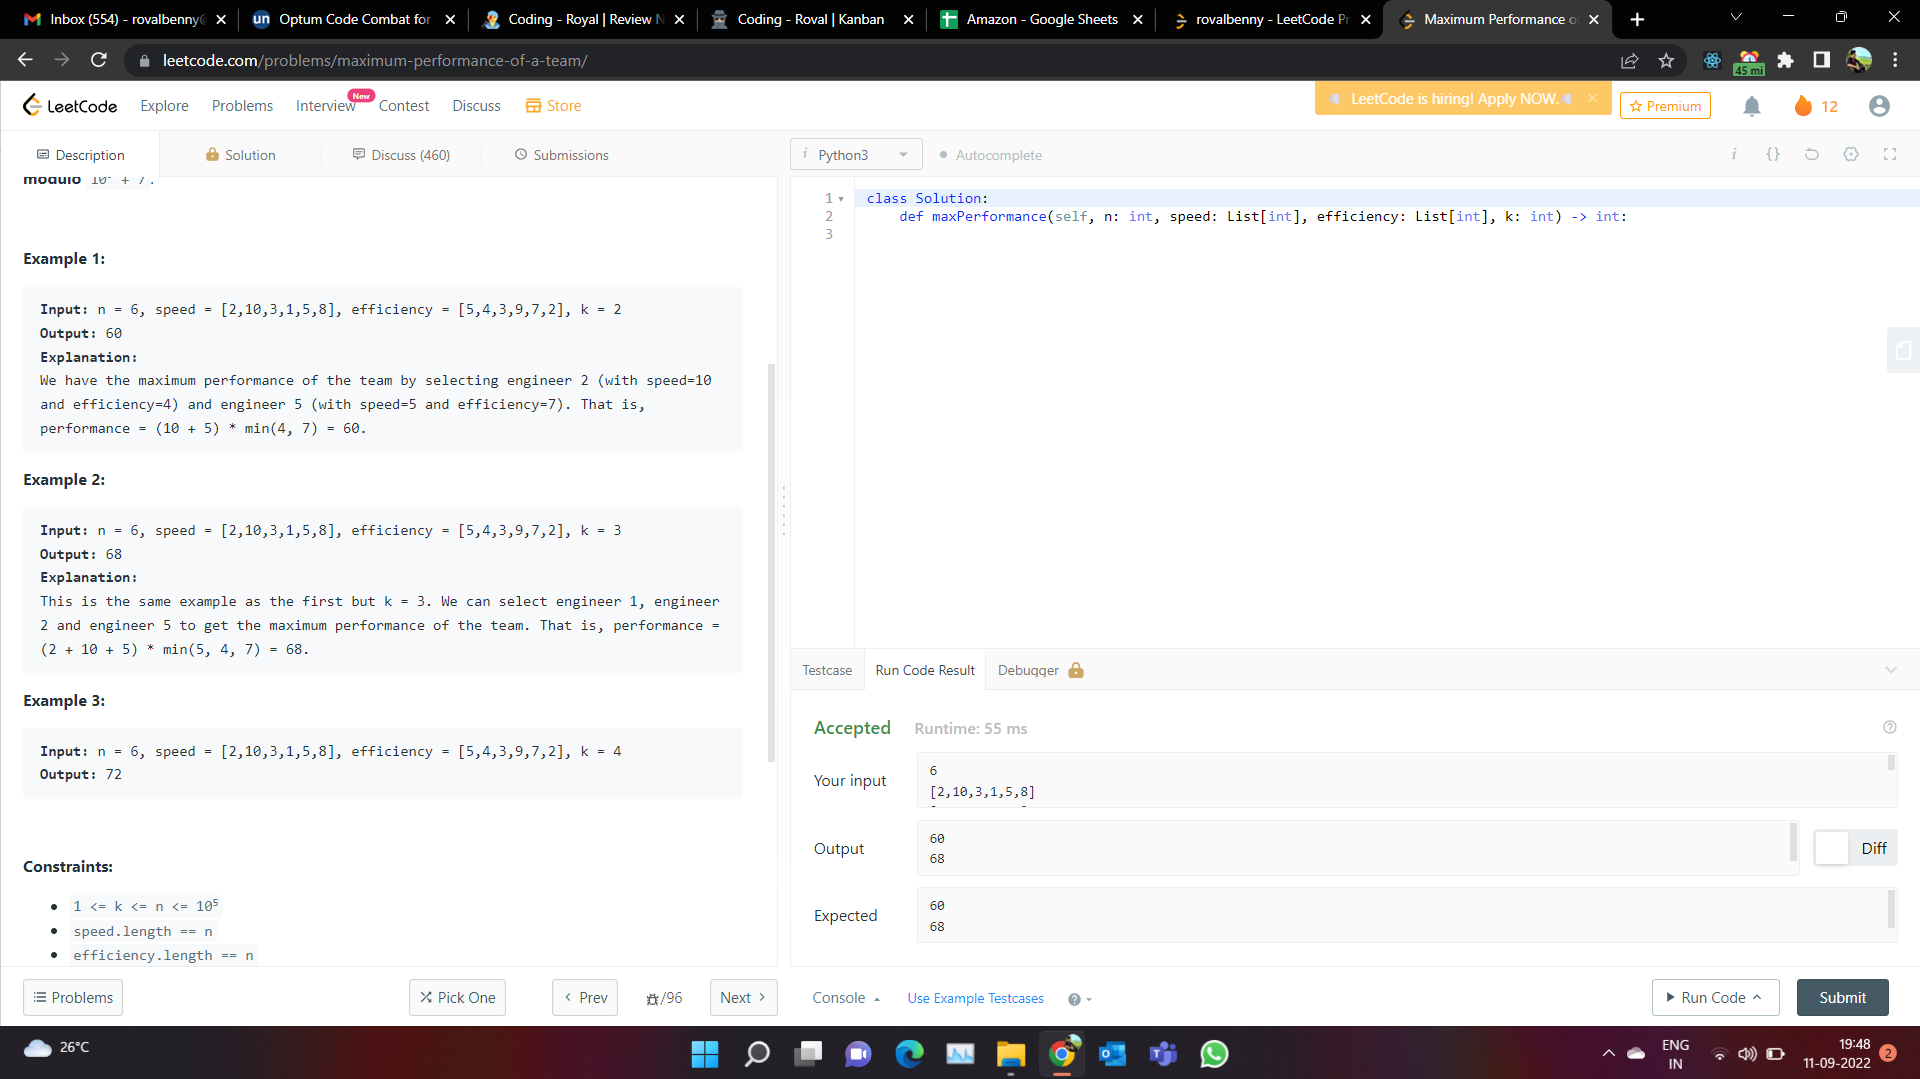 Inbox (554) - rovalbenny@
Optum Code Combat for
Coding - Royal | Review N
Coding - Roval | Kanban
Amazon - Google Sheets
rovalbenny - LeetCode Pr
Maximum Performance o
leetcode.com/problems/maximum-performance-of-a-team/
45 mi
LeetCode
Explore
Problems
Interview
New
Contest
Discuss
Store
LeetCode is hiring! Apply NOW.
Premium
12
Description
Solution
Discuss (460)
Submissions
i Python3
Autocomplete
i {}
modulo
Example 1:
Input: n = 6, speed = [2,10,3,1,5,8], efficiency = [5,4,3,9,7,2], k = 2
Output: 60
Explanation:
We have the maximum performance of the team by selecting engineer 2 (with speed=10
and efficiency=4) and engineer 5 (with speed=5 and efficiency=7). That is,
performance = (10 + 5) * min(4, 7) = 60.
Example 2:
Input: n = 6, speed = [2,10,3,1,5,8], efficiency = [5,4,3,9,7,2], k = 3
Output: 68
Explanation:
This is the same example as the first but k = 3. We can select engineer 1, engineer
2 and engineer 5 to get the maximum performance of the team. That is, performance =
(2 + 10 + 5) * min(5, 4, 7) = 68.
Example 3:
Input: n = 6, speed = [2,10,3,1,5,8], efficiency = [5,4,3,9,7,2], k = 4
Output: 72
Constraints:
1 <= k <= n <= 10⁵
speed.length == n
efficiency.length == n
1 class Solution:
2 def maxPerformance(self, n: int, speed: List[int], efficiency: List[int], k: int) -> int:
3
Testcase
Run Code Result
Debugger
Accepted
Runtime: 55 ms
Your input
6
[2,10,3,1,5,8]
Output
60
68
Diff
Expected
60
68
Problems
Pick One
Prev
/96
Next
Console
Use Example Testcases
Run Code
Submit
26°C
ENG
IN
19:48
11-09-2022
2